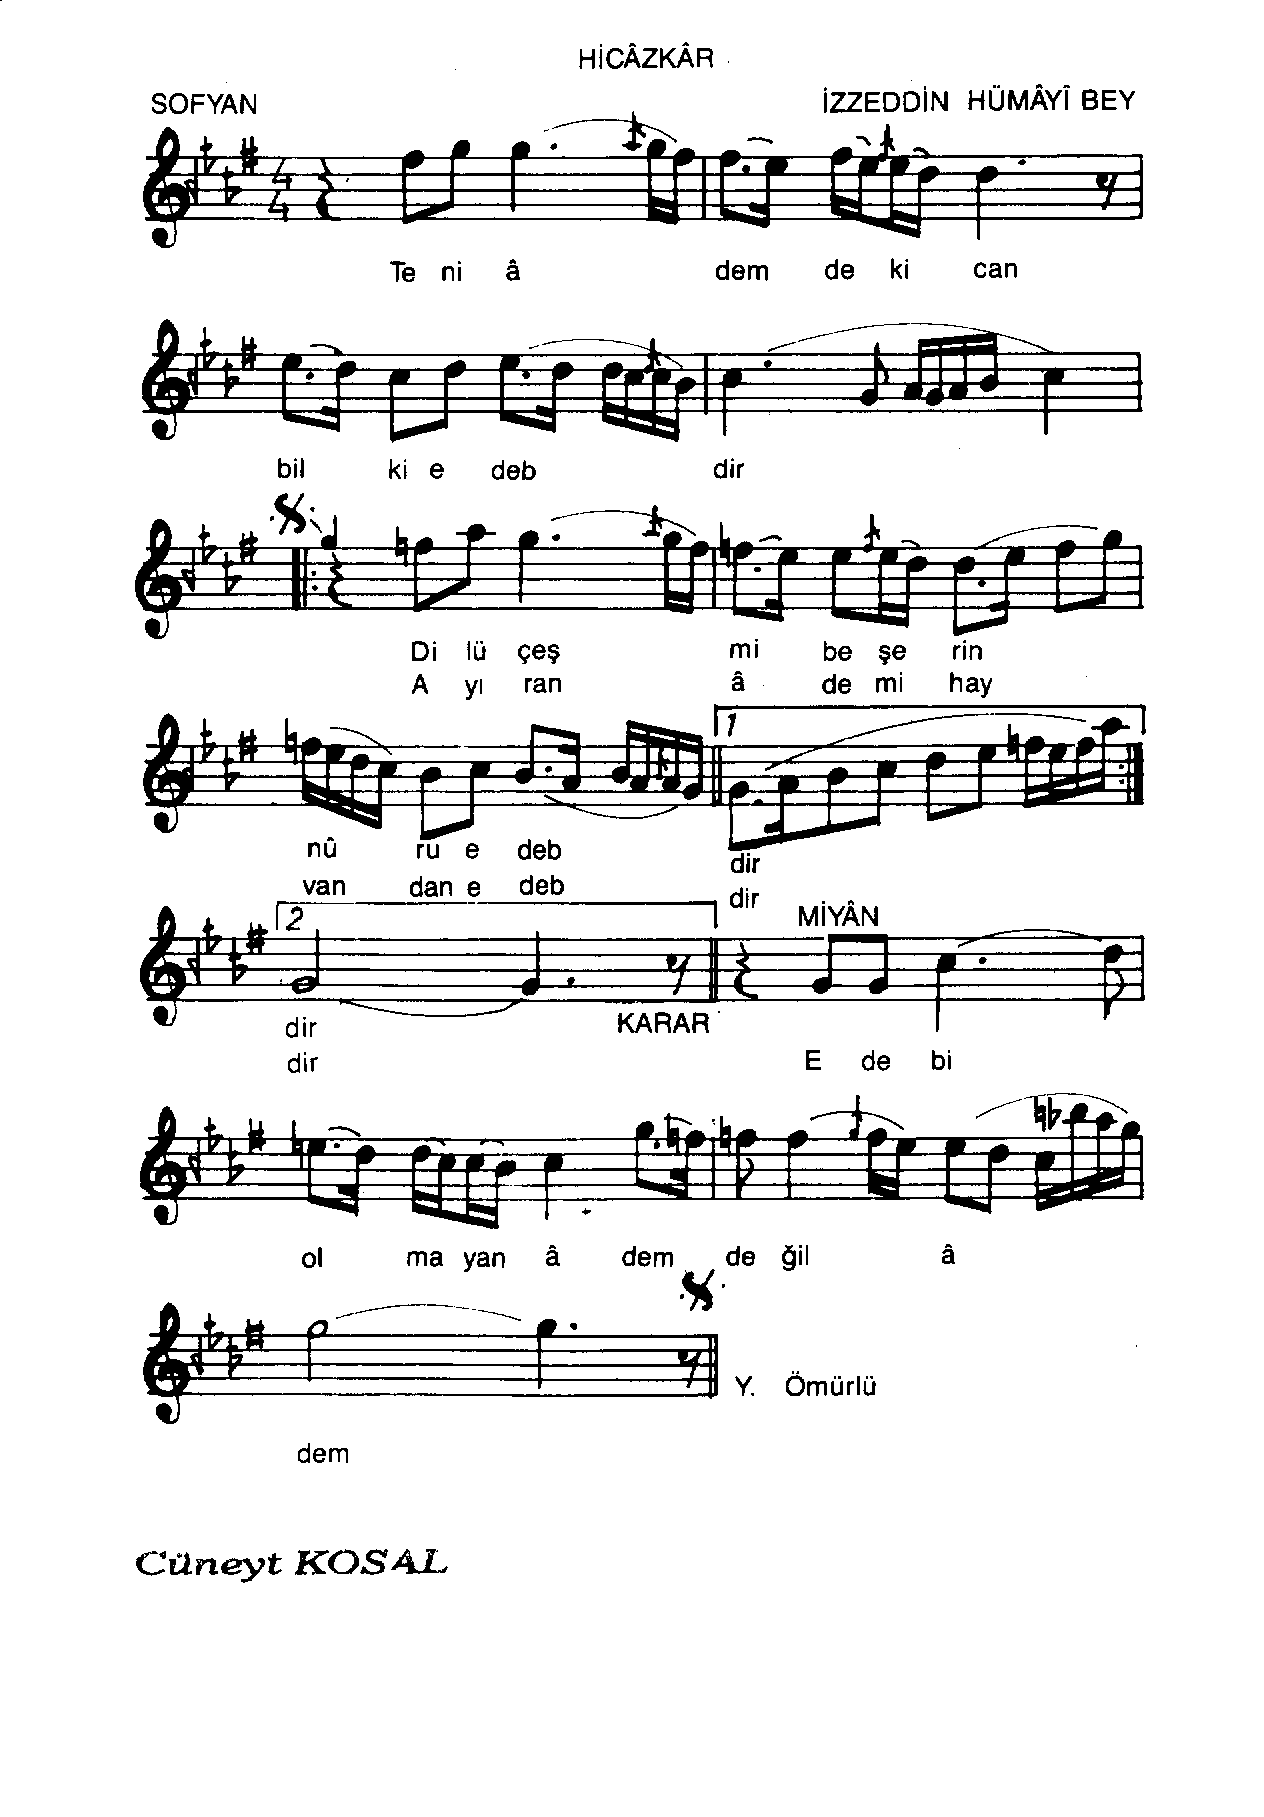 HİCÂZKÂR
SOFYAN İZZEDDİN HÜMÂYÎ BEY
4
4
Te ni â dem de ki can
bil ki e deb dir
Di lü çeş mi be şe rin
A yı ran â de mi hay
1
nû ru e deb dir
van dan e deb dir
2 MİYÂN
dir KARAR
dir E de bi
ol ma yan â dem de ğil â
Y. Ömürlü
dem
Cüneyt KOSAL